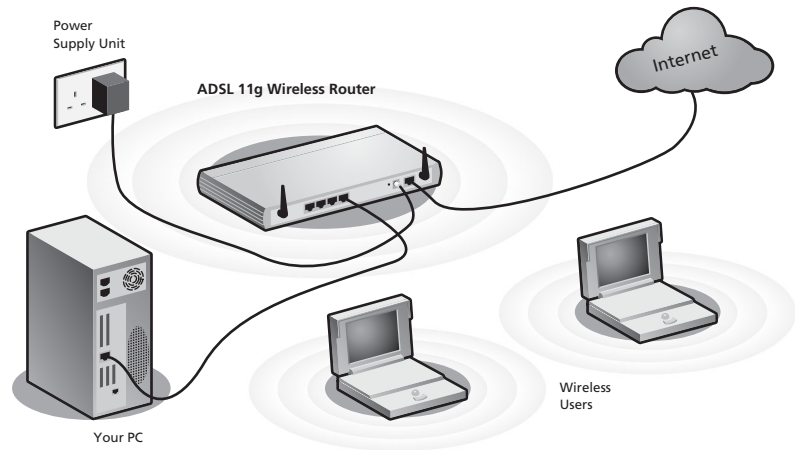 Power
Supply Unit
ADSL 11g Wireless Router
Internet
Wireless
Users
Your PC